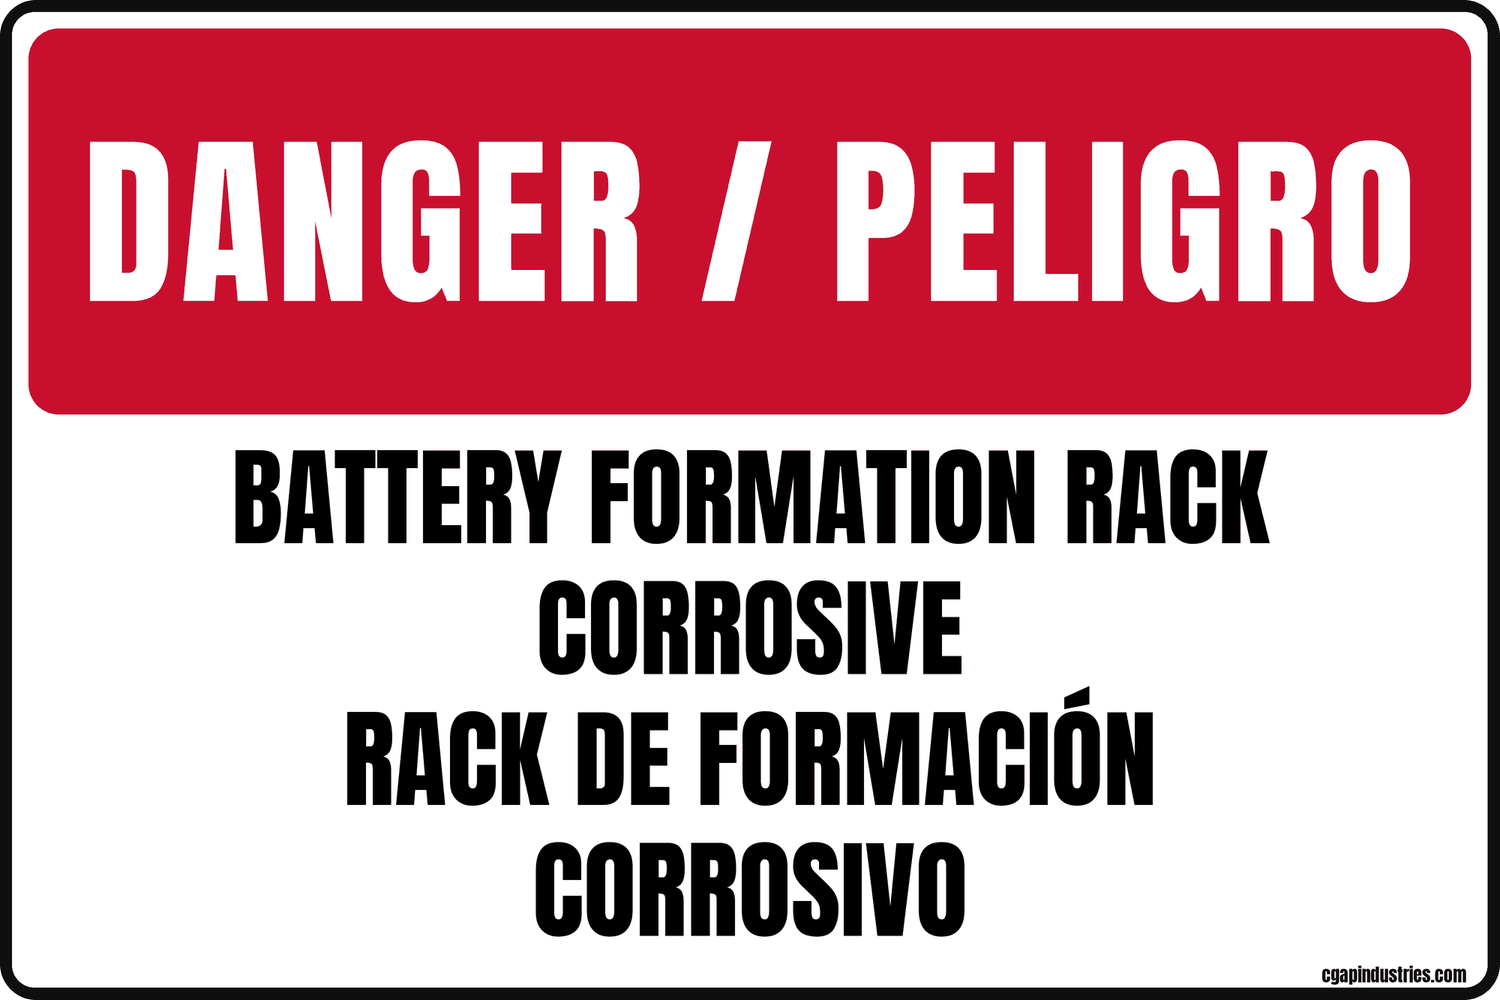 DANGER / PELIGRO
BATTERY FORMATION RACK
CORROSIVE
RACK DE FORMACIÓN
CORROSIVO
cgapindustries.com